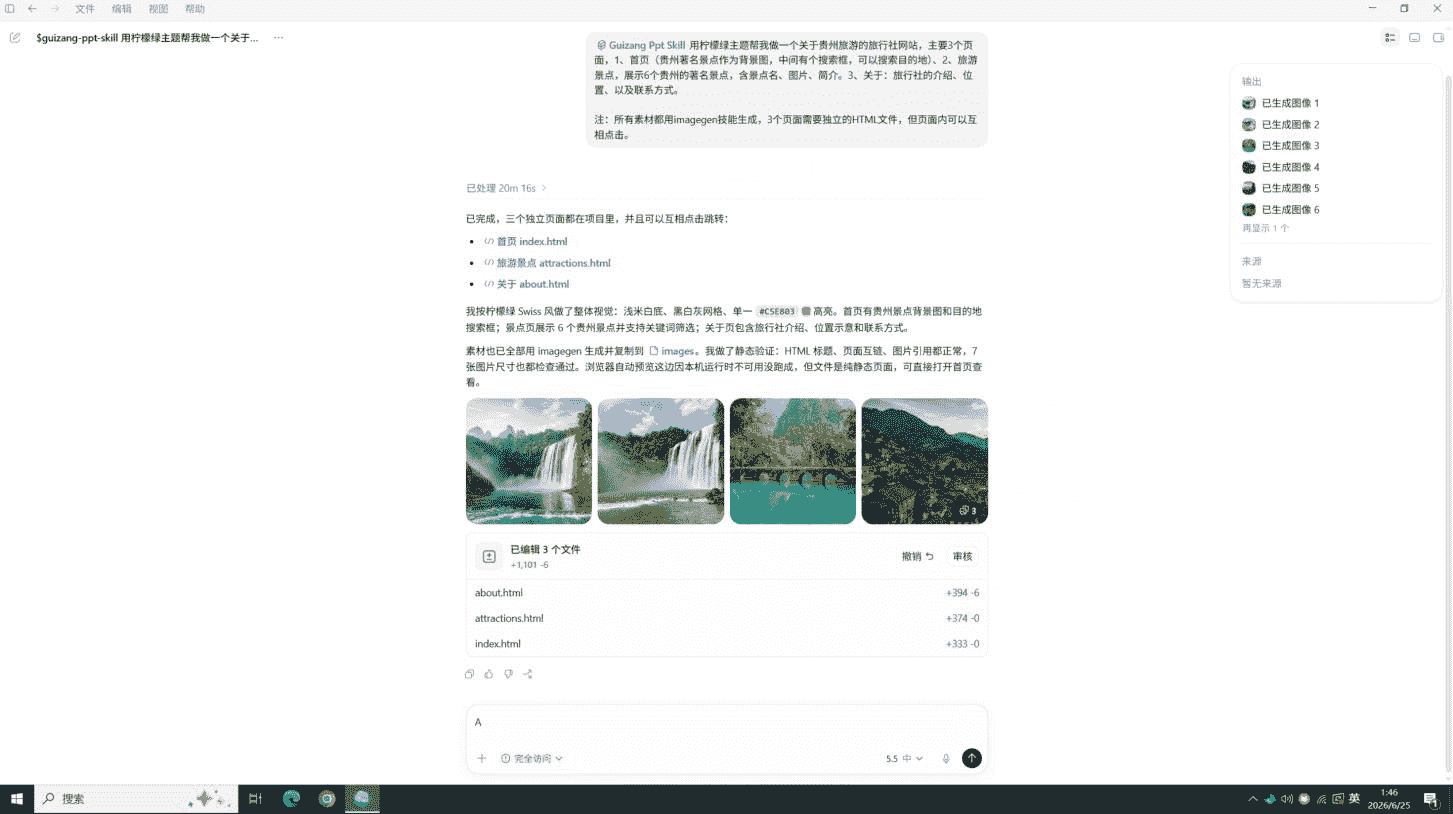 文件 编辑 视图 帮助
$guizang-ppt-skill 用柠檬绿主题帮我做一个关于... ...
Guizang Ppt Skill 用柠檬绿主题帮我做一个关于贵州旅游的旅行社网站，主要3个页
面，1、首页（贵州著名景点作为背景图，中间有个搜索框，可以搜索目的地）、2、旅游
景点，展示6个贵州的著名景点，含景点名、图片、简介。3、关于：旅行社的介绍、位
置、以及联系方式。
注：所有素材都用imagegen技能生成，3个页面需要独立的HTML文件，但页面内可以互
相点击。
已处理 20m 16s
已完成，三个独立页面都在项目里，并且可以互相点击跳转：
首页 index.html
旅游景点 attractions.html
关于 about.html
我按柠檬绿 Swiss 风做了整体视觉：浅米白底、黑白灰网格、单一 #C5E803 高亮。首页有贵州景点背景图和目的地
搜索框；景点页展示 6 个贵州景点并支持关键词筛选；关于页包含旅行社介绍、位置示意和联系方式。
素材也已全部用 imagegen 生成并复制到 images。我做了静态验证：HTML 标题、页面互链、图片引用都正常，7
张图片尺寸也都检查通过。浏览器自动预览这边因本机运行时不可用没跑成，但文件是纯静态页面，可直接打开首页查
看。
3
已编辑 3 个文件
+1,101 -6
撤销 审核
about.html +394 -6
attractions.html +374 -0
index.html +333 -0
A
完全访问 5.5 中
输出
已生成图像 1
已生成图像 2
已生成图像 3
已生成图像 4
已生成图像 5
已生成图像 6
再显示 1 个
来源
暂无来源
搜索
英
1:46
2026/6/25
1